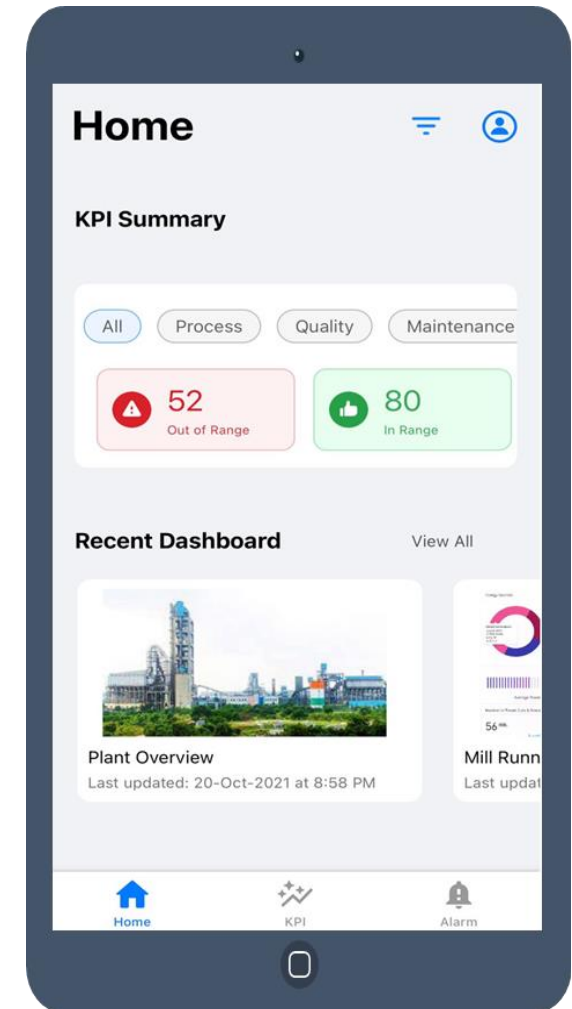 Home
KPI Summary
All Process Quality Maintenance
52
Out of Range
80
In Range
Recent Dashboard View All
Plant Overview
Last updated: 20-Oct-2021 at 8:58 PM
56
Mill Runn
Last updat
Home KPI Alarm